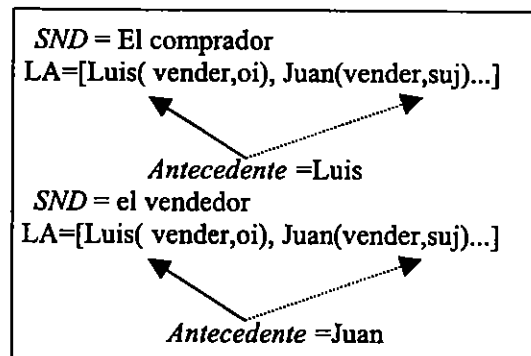 SND = El comprador
LA=[Luis( vender,oi), Juan(vender,suj)...]
Antecedente =Luis
SND = el vendedor
LA=[Luis( vender,oi), Juan(vender,suj)...]
Antecedente =Juan